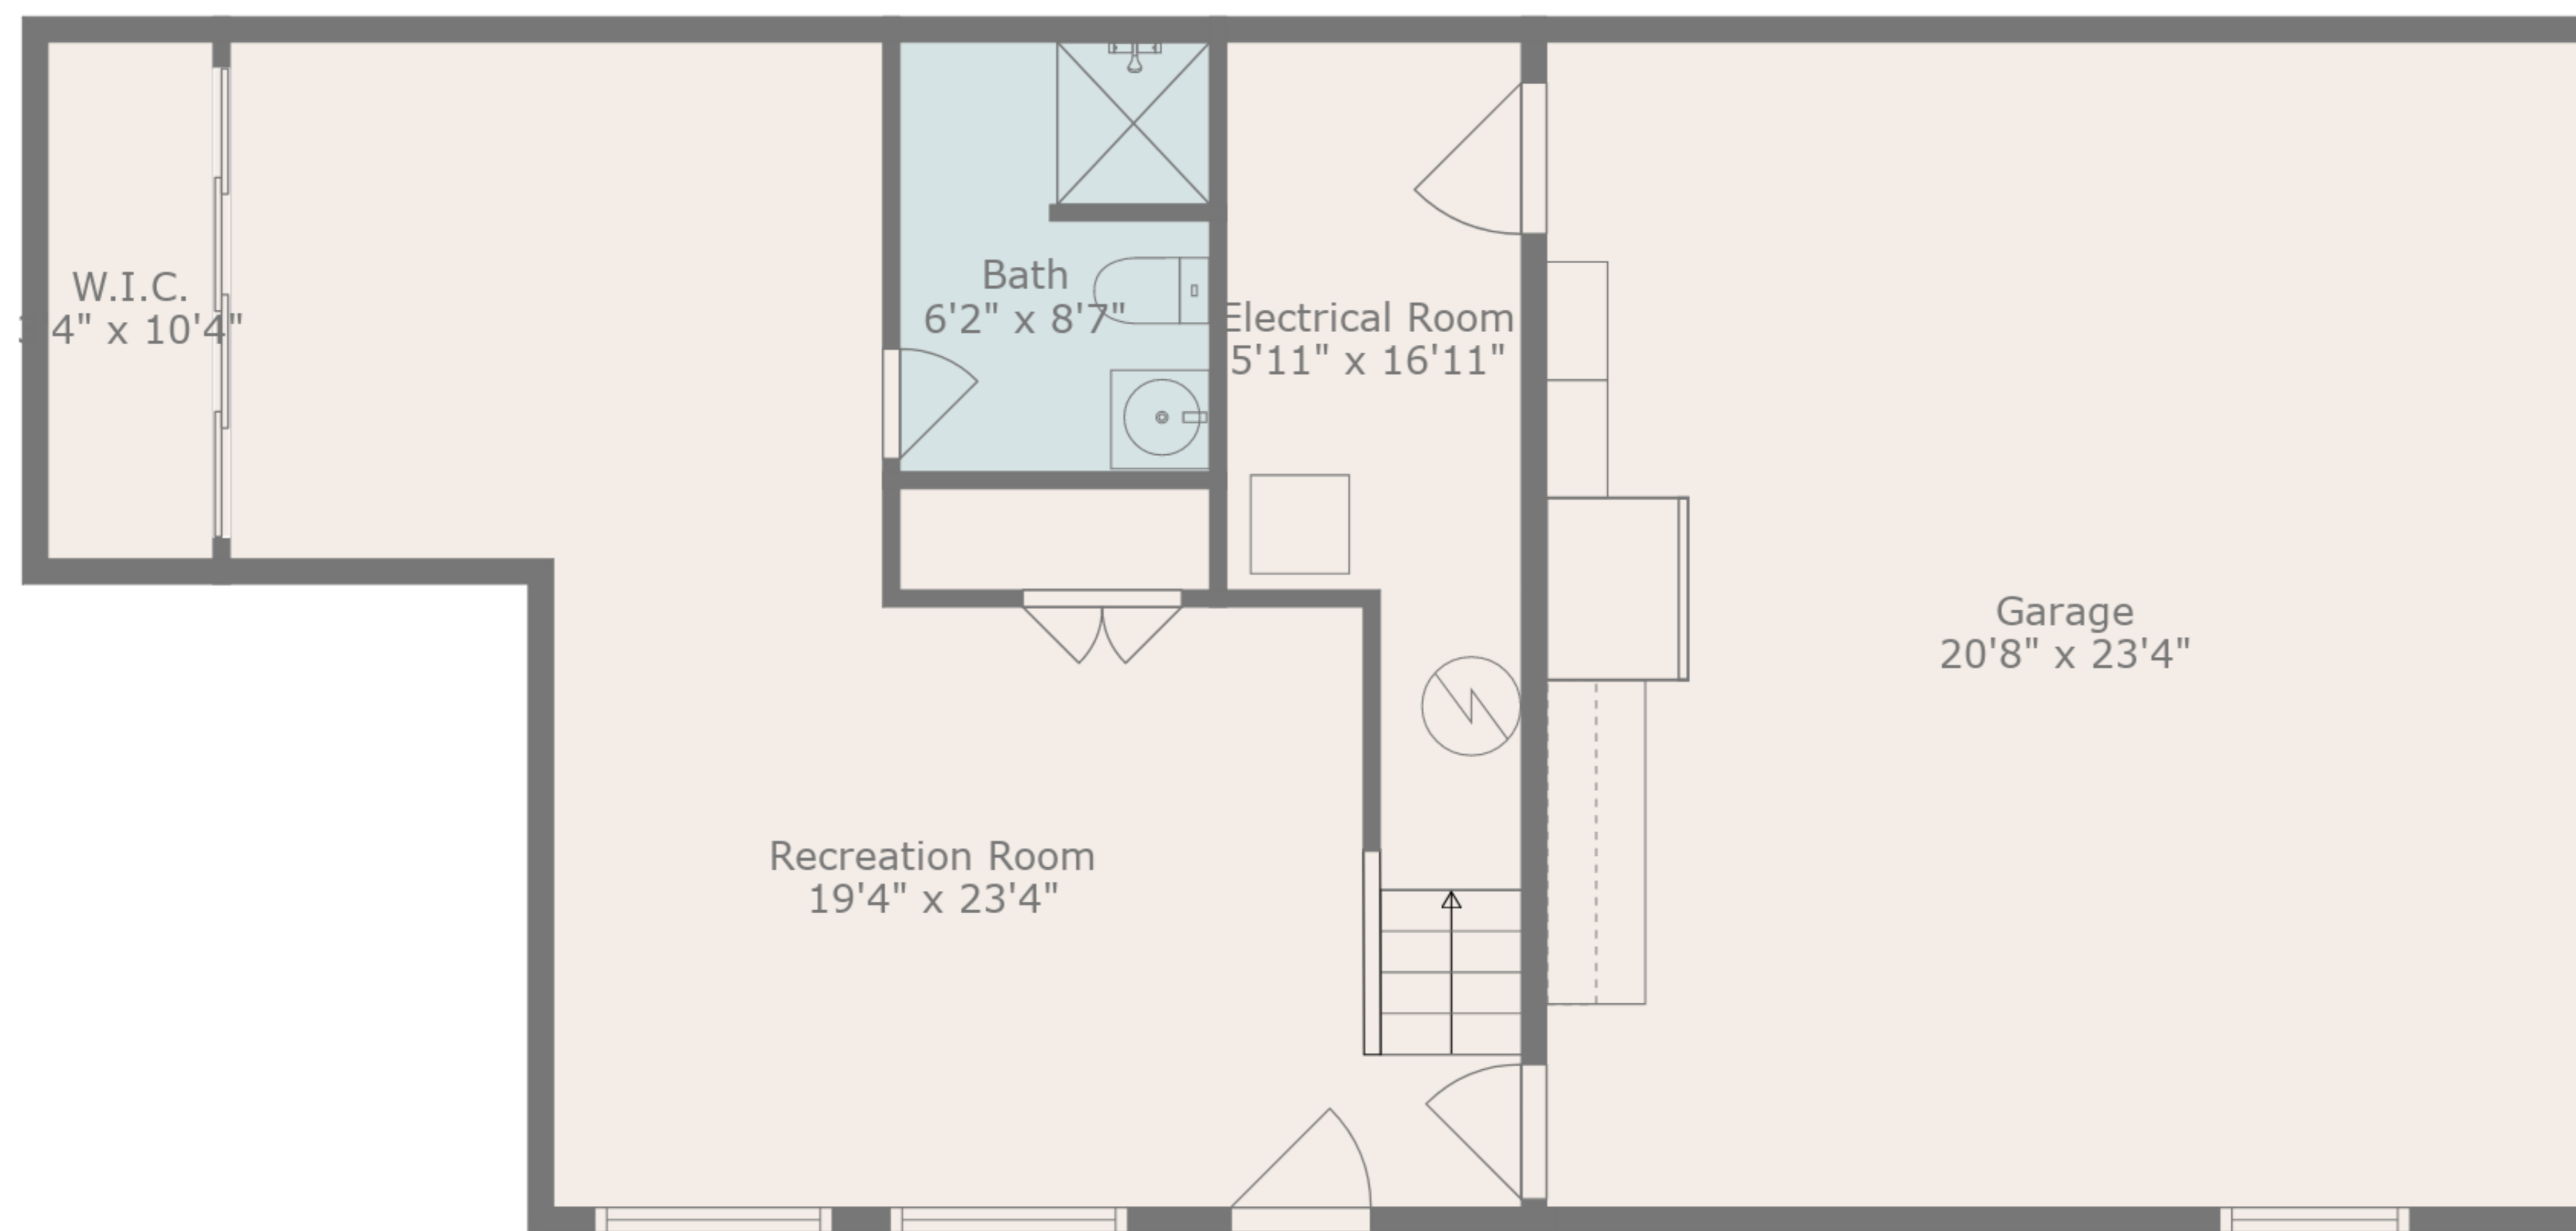 W.I.C.
3'4" x 10'4"
Bath
6'2" x 8'7"
Electrical Room
5'11" x 16'11"
Garage
20'8" x 23'4"
Recreation Room
19'4" x 23'4"